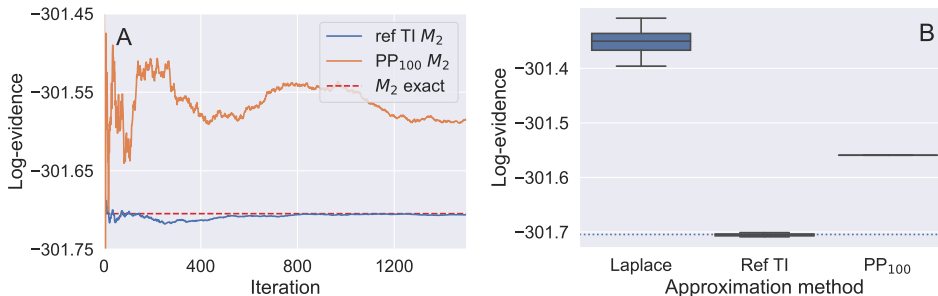 A
ref TI M2
PP100 M2
M2 exact
Log-evidence
−301.45
−301.55
−301.65
−301.75
0
400
800
1200
Iteration
B
Log-evidence
−301.4
−301.5
−301.6
−301.7
Laplace
Ref TI
PP100
Approximation method